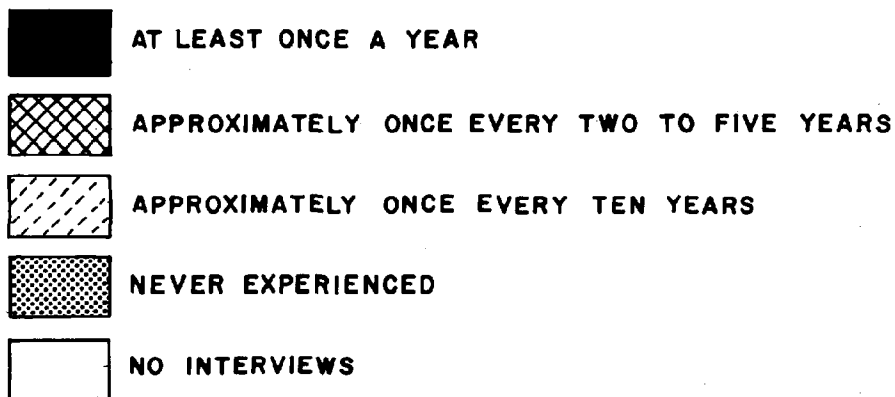 AT LEAST ONCE A YEAR
APPROXIMATELY ONCE EVERY TWO TO FIVE YEARS
APPROXIMATELY ONCE EVERY TEN YEARS
NEVER EXPERIENCED
NO INTERVIEWS